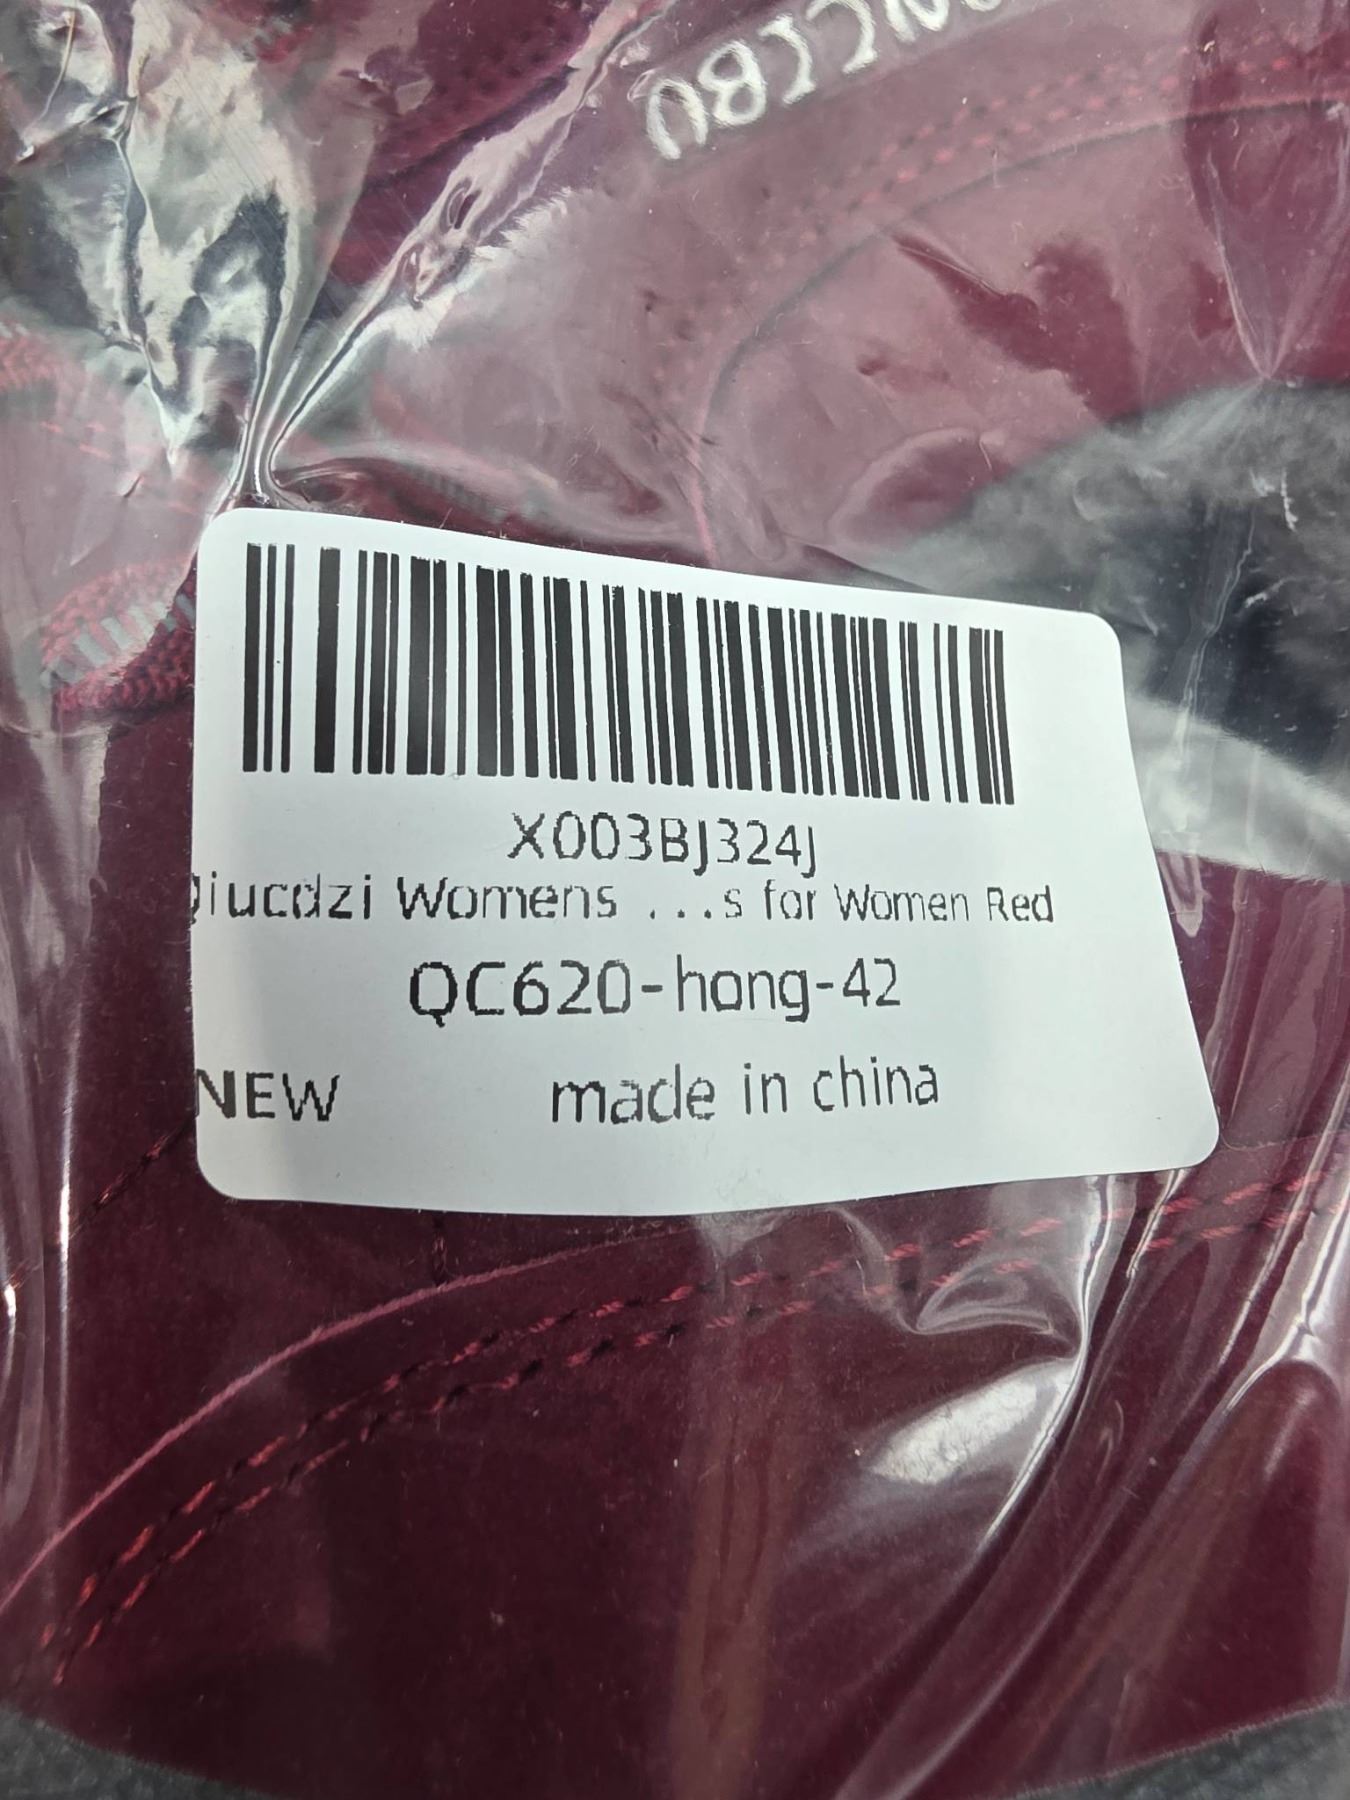 X003BJ324J
Qiucdzi Womens ...s for Women Red
QC620-hong-42
NEW made in china